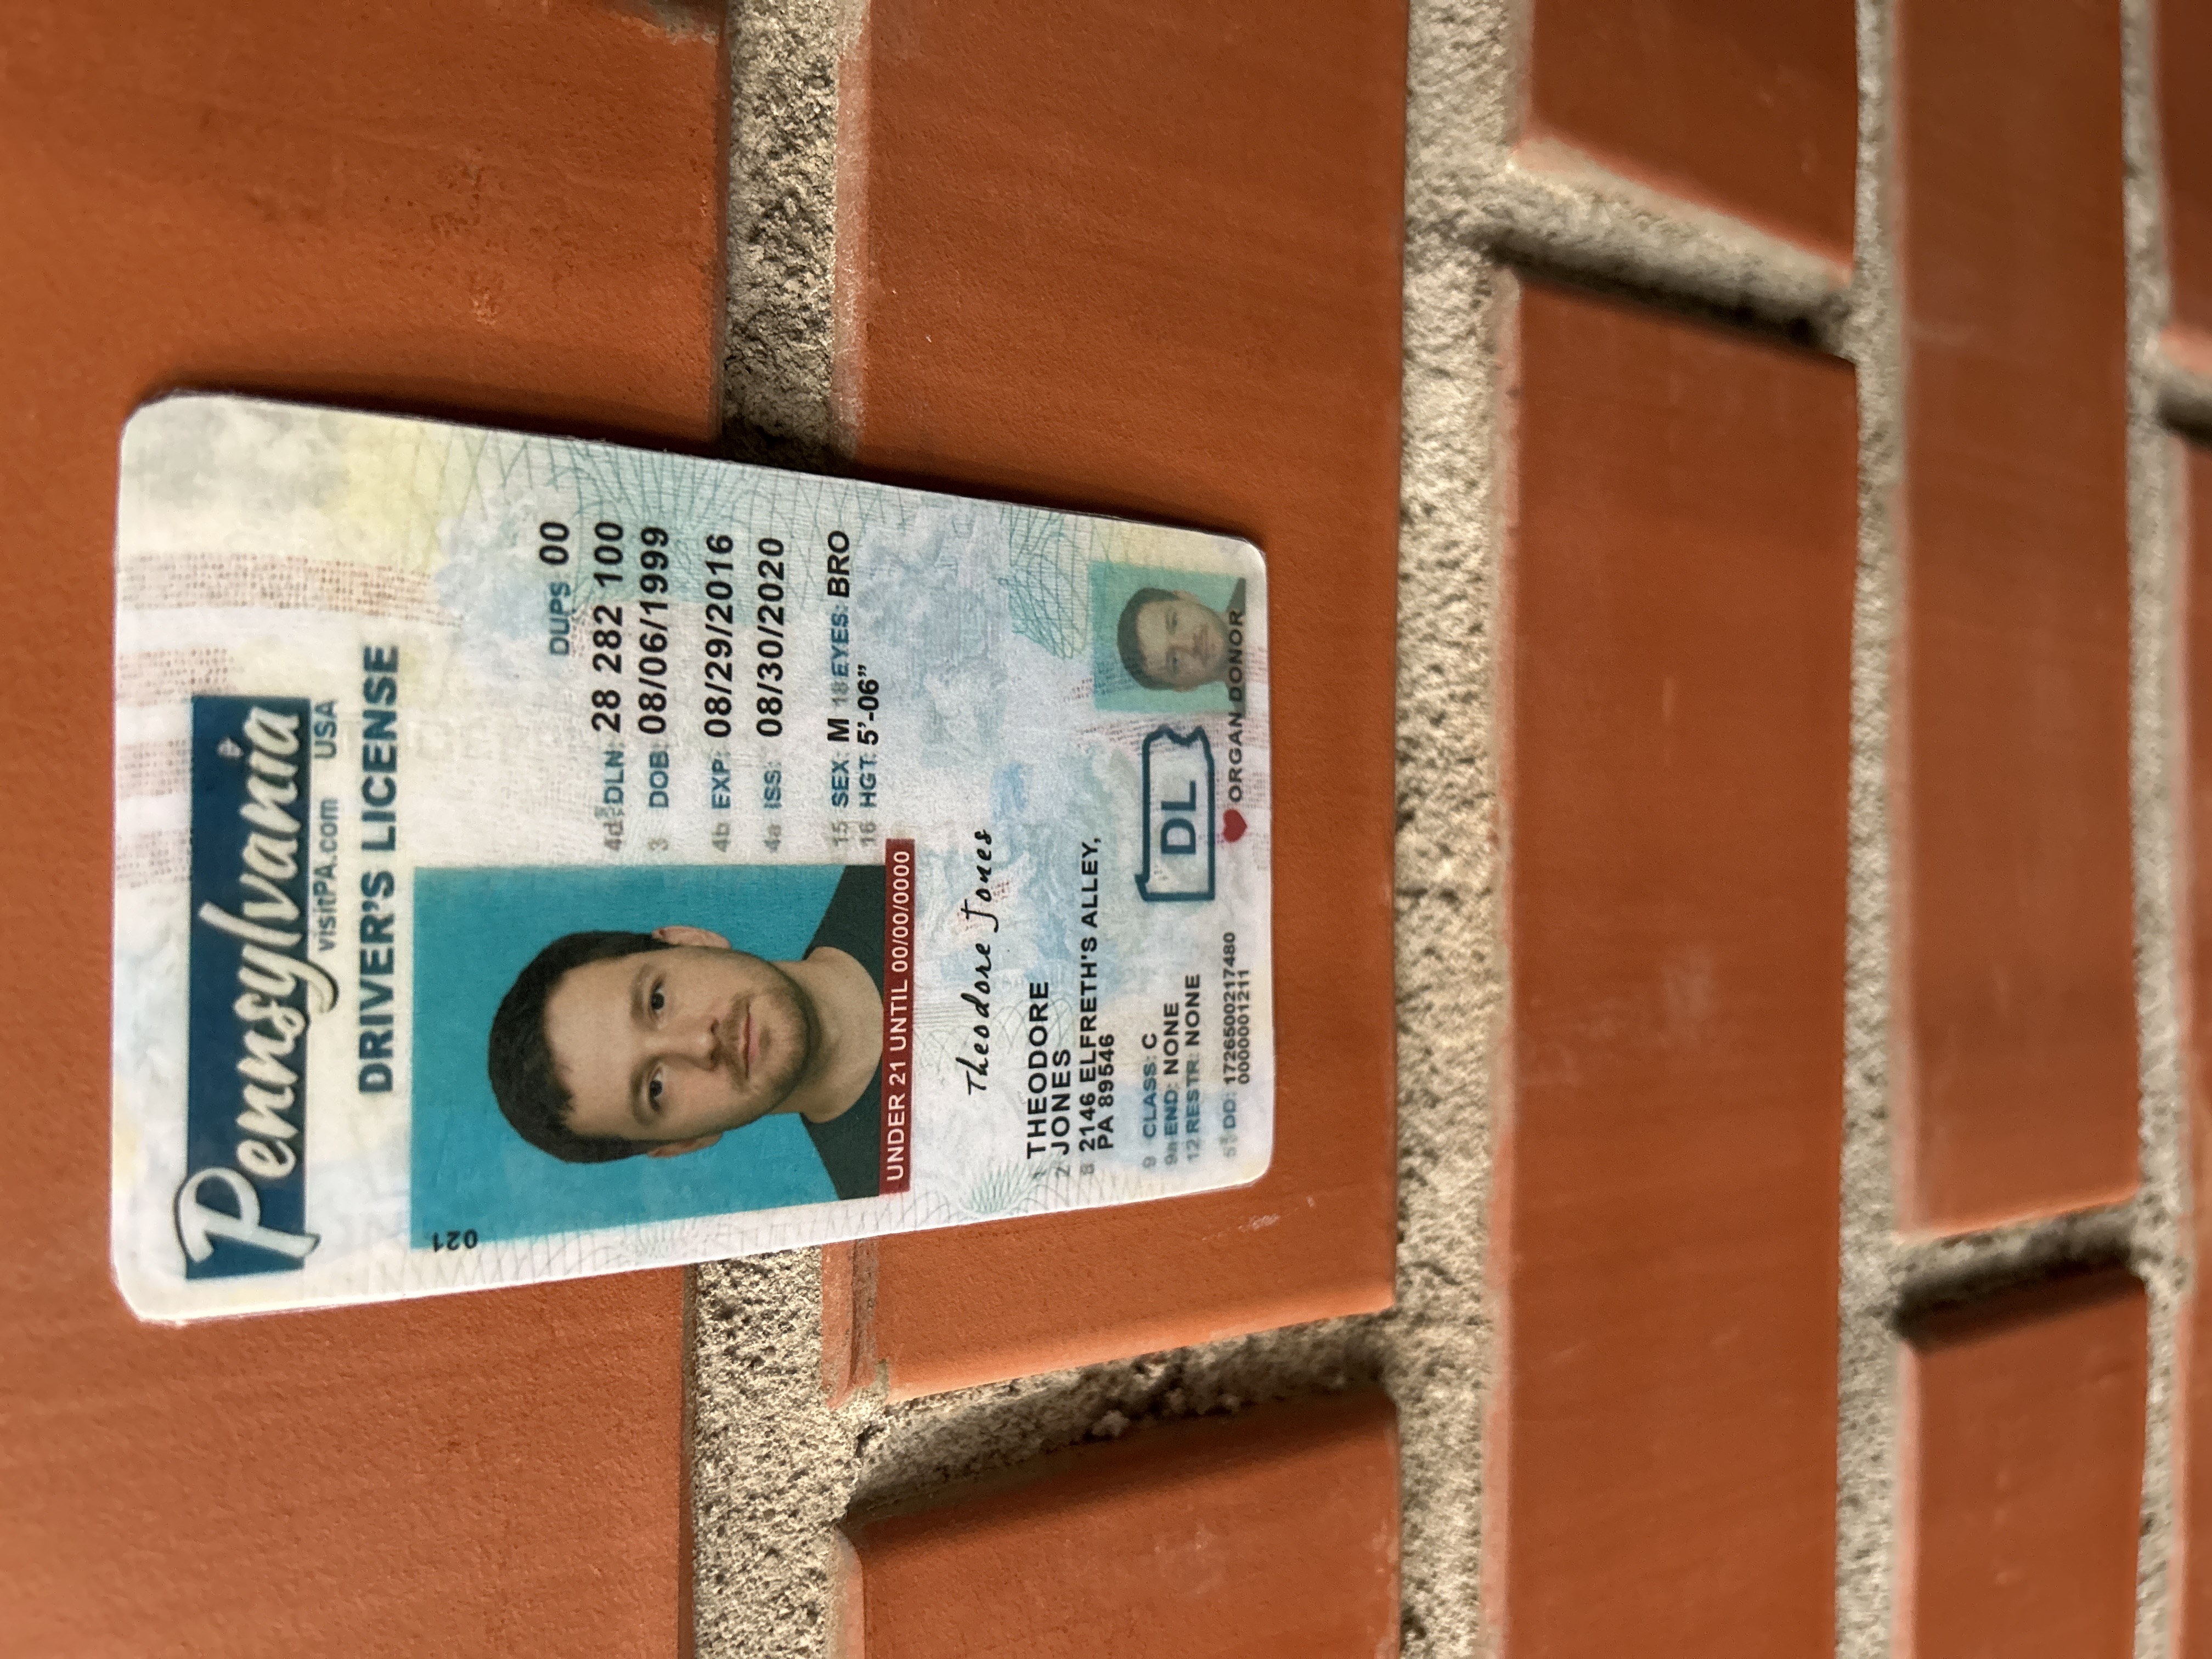 Pennsylvania
visitPA.com USA
DRIVER'S LICENSE
021
DUPS 00
4d DLN: 28 282 100
3 DOB: 08/06/1999
4b EXP: 08/29/2016
4a ISS: 08/30/2020
15 SEX: M 18 EYES: BRO
16 HGT: 5'-06”
UNDER 21 UNTIL 00/00/0000
Theodore Jones
1 THEODORE
2 JONES
8 2146 ELFRETH'S ALLEY,
PA 89546
9 CLASS: C
9a END: NONE
12 RESTR: NONE
DL
5 DD: 1726500217480
0000001211
ORGAN DONOR